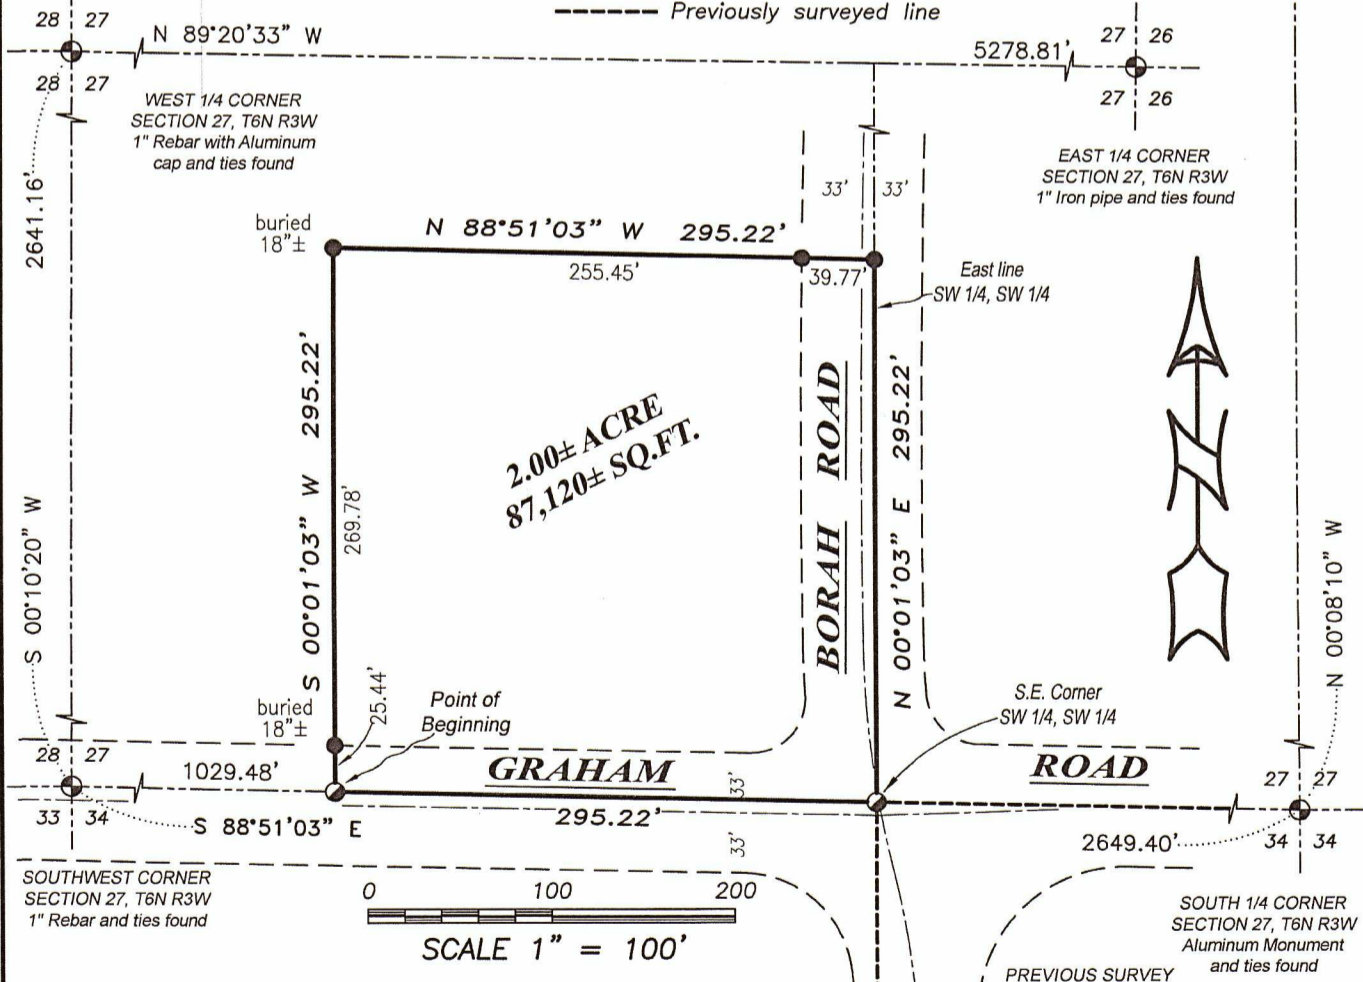 Previously surveyed line
28 27
N 89°20'33" W
5278.81'
27 26
28 27
27 26
WEST 1/4 CORNER
SECTION 27, T6N R3W
1" Rebar with Aluminum
cap and ties found
EAST 1/4 CORNER
SECTION 27, T6N R3W
1" Iron pipe and ties found
2641.16'
33' 33'
buried
18"±
N 88°51'03" W 295.22'
255.45'
39.77'
East line
SW 1/4, SW 1/4
S 00°01'03" W 295.22'
269.78'
2.00± ACRE
87,120± SQ.FT.
BORAH ROAD
N 00°01'03" E 295.22'
S 00°10'20" W
N 00°08'10" W
buried
18"±
25.44'
Point of
Beginning
S.E. Corner
SW 1/4, SW 1/4
28 27
1029.48'
GRAHAM
33'
ROAD
27 27
33 34
S 88°51'03" E
295.22'
33'
2649.40'
34 34
SOUTHWEST CORNER
SECTION 27, T6N R3W
1" Rebar and ties found
0 100 200
SCALE 1" = 100'
SOUTH 1/4 CORNER
SECTION 27, T6N R3W
Aluminum Monument
and ties found
PREVIOUS SURVEY